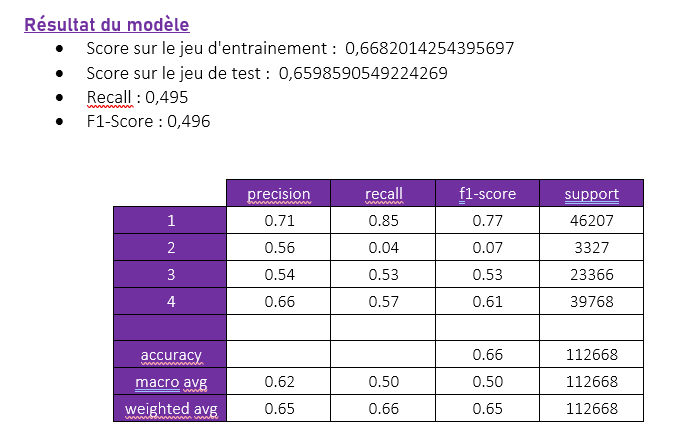 Résultat du modèle
• Score sur le jeu d'entrainement : 0,6682014254395697
• Score sur le jeu de test : 0,6598590549224269
• Recall : 0,495
• F1-Score : 0,496
precision recall f1-score support
1 0.71 0.85 0.77 46207
2 0.56 0.04 0.07 3327
3 0.54 0.53 0.53 23366
4 0.66 0.57 0.61 39768
accuracy 0.66 112668
macro avg 0.62 0.50 0.50 112668
weighted avg 0.65 0.66 0.65 112668